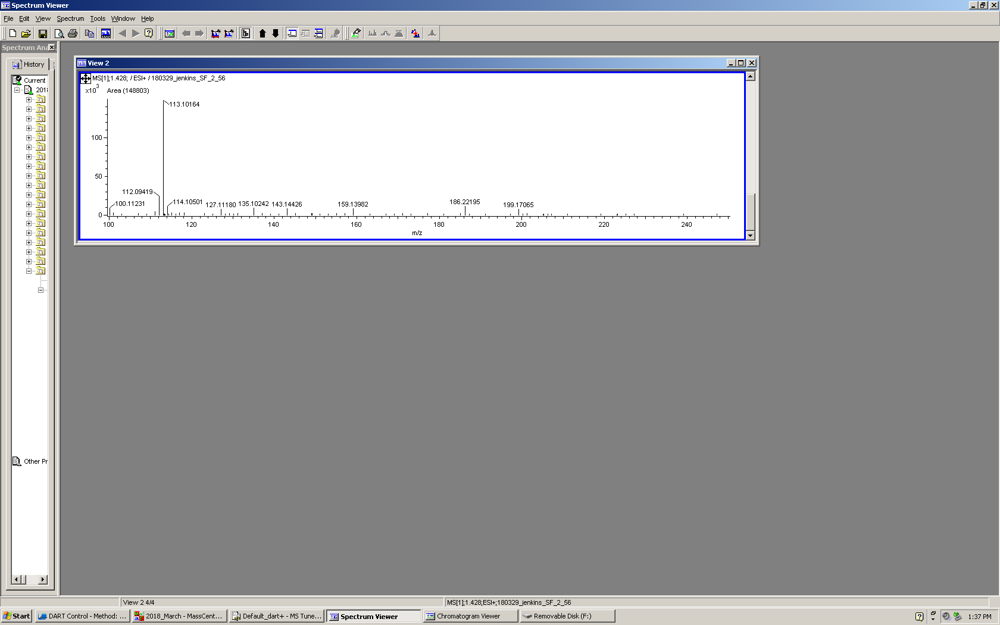 Spectrum Viewer
File Edit View Spectrum Tools Window Help
Spectrum Ana
History
Current
201
Other Pr
View 2
MS[1];1.428; / ESI+ / 180329_jenkins_SF_2_56
x10 3 Area (148803)
113.10164
100
50
112.09419
100.11231
114.10501
127.11180
135.10242
143.14426
159.13982
186.22195
199.17065
0
100 120 140 160 180 200 220 240
m/z
View 2 4/4
MS[1];1.428;ESI+;180329_jenkins_SF_2_56
Start
DART Control - Method: ...
2018_March - MassCent...
Default_dart+ - MS Tune...
Spectrum Viewer
Chromatogram Viewer
Removable Disk (F:)
1:37 PM